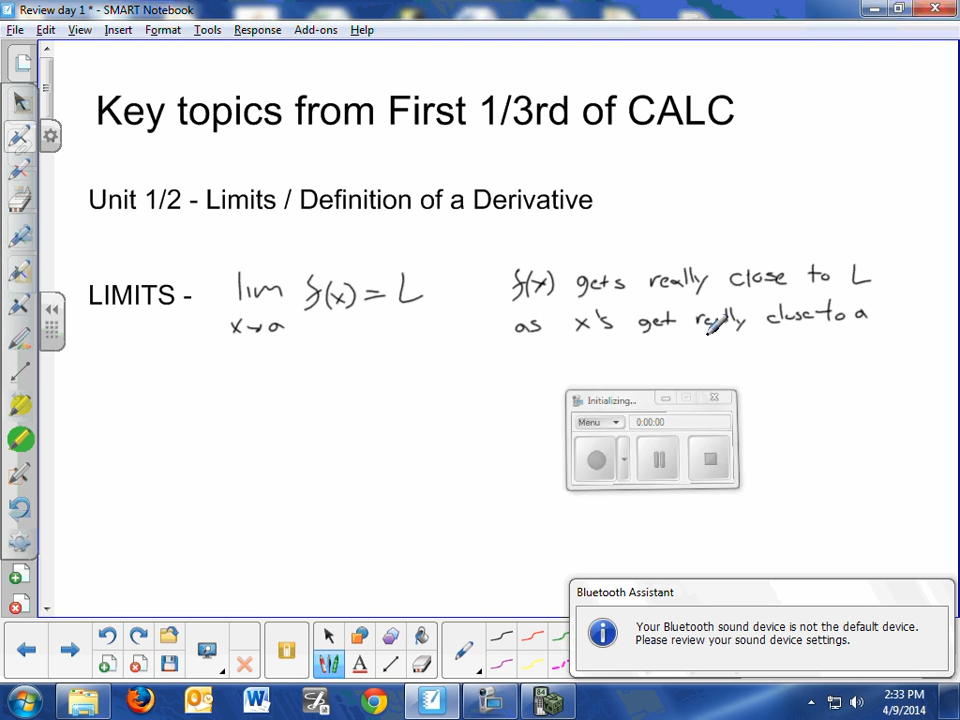 Review day 1 * - SMART Notebook
File Edit View Insert Format Tools Response Add-ons Help
Key topics from First 1/3rd of CALC
Unit 1/2 - Limits / Definition of a Derivative
LIMITS - lim f(x) = L
x→a
f(x) gets really close to L
as x's get really close to a
Initializing...
Menu 0:00:00
Bluetooth Assistant
Your Bluetooth sound device is not the default device.
Please review your sound device settings.
2:33 PM
4/9/2014